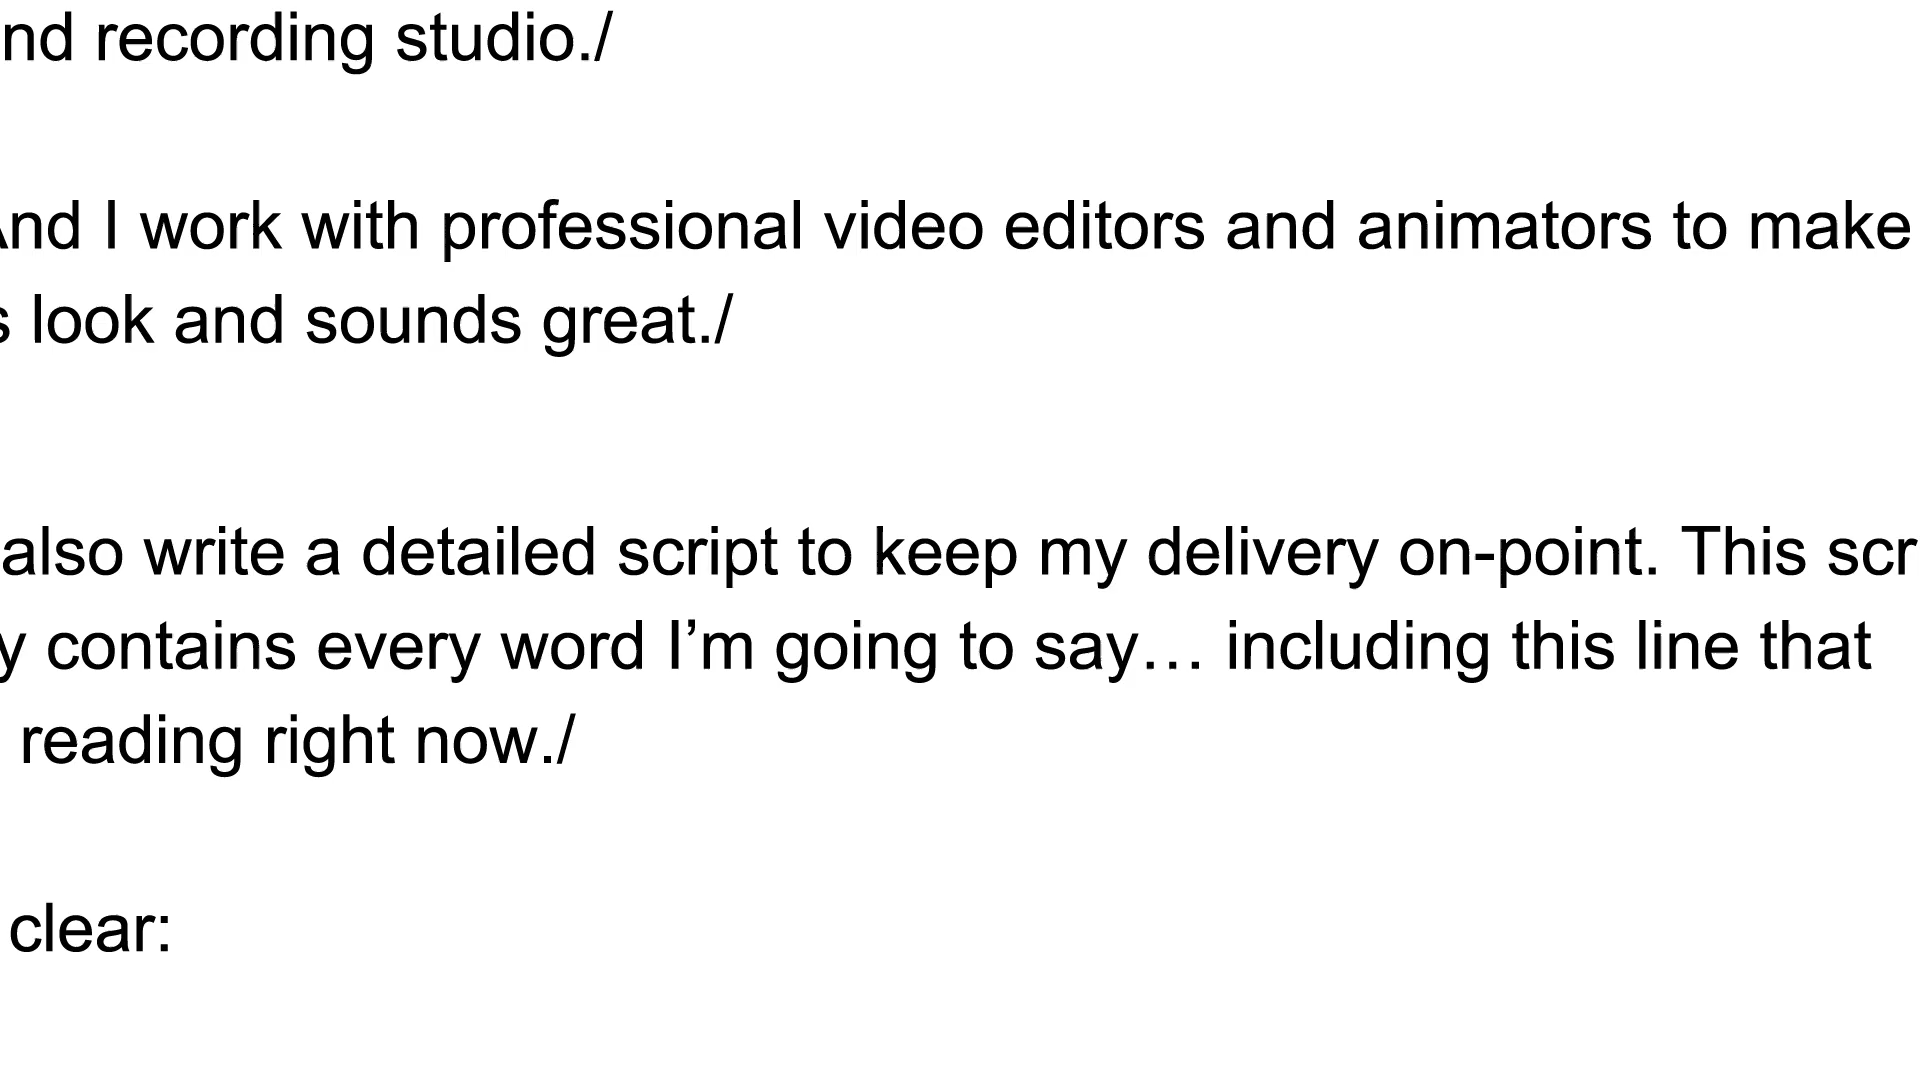 nd recording studio./
And I work with professional video editors and animators to make
s look and sounds great./
also write a detailed script to keep my delivery on-point. This scr
y contains every word I’m going to say… including this line that
reading right now./
clear: